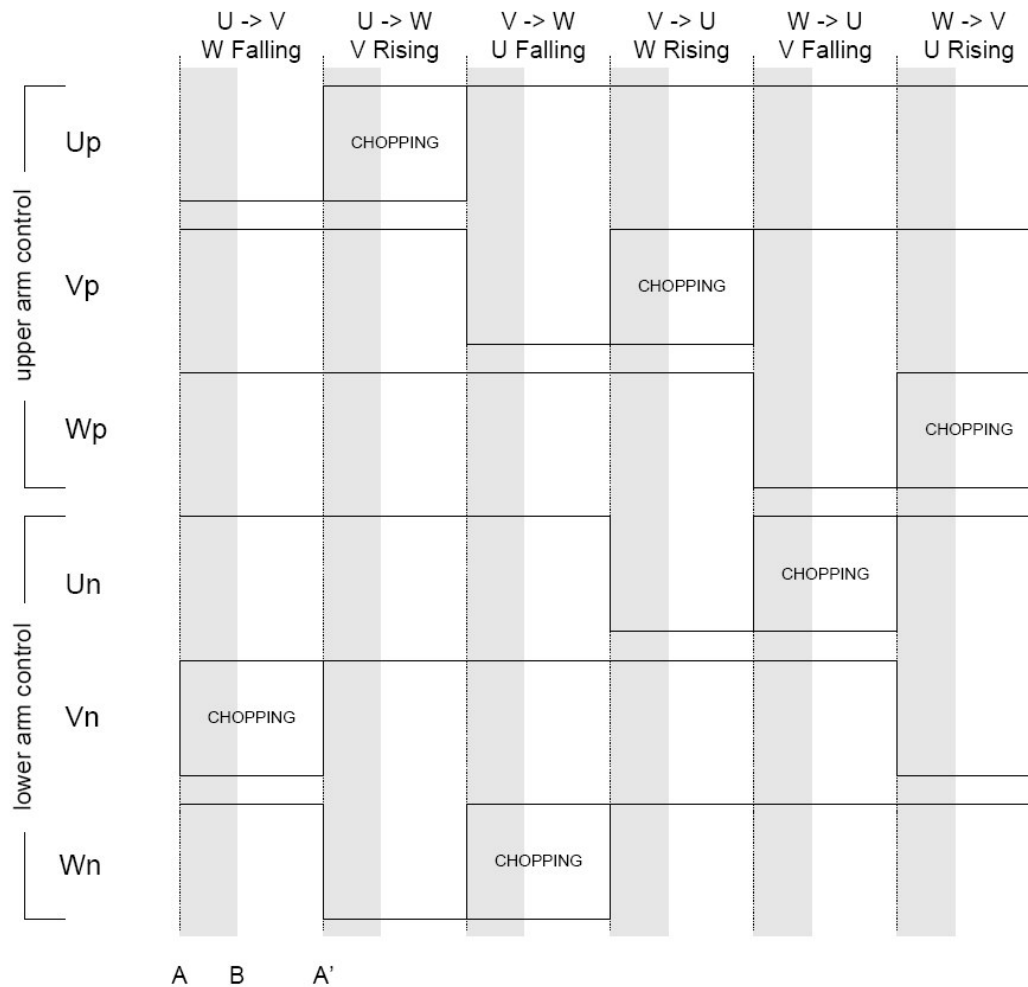 U -> V
W Falling
U -> W
V Rising
V -> W
U Falling
V -> U
W Rising
W -> U
V Falling
W -> V
U Rising
upper arm control
Up
CHOPPING
Vp
CHOPPING
Wp
CHOPPING
lower arm control
Un
CHOPPING
Vn
CHOPPING
Wn
CHOPPING
A
B
A'